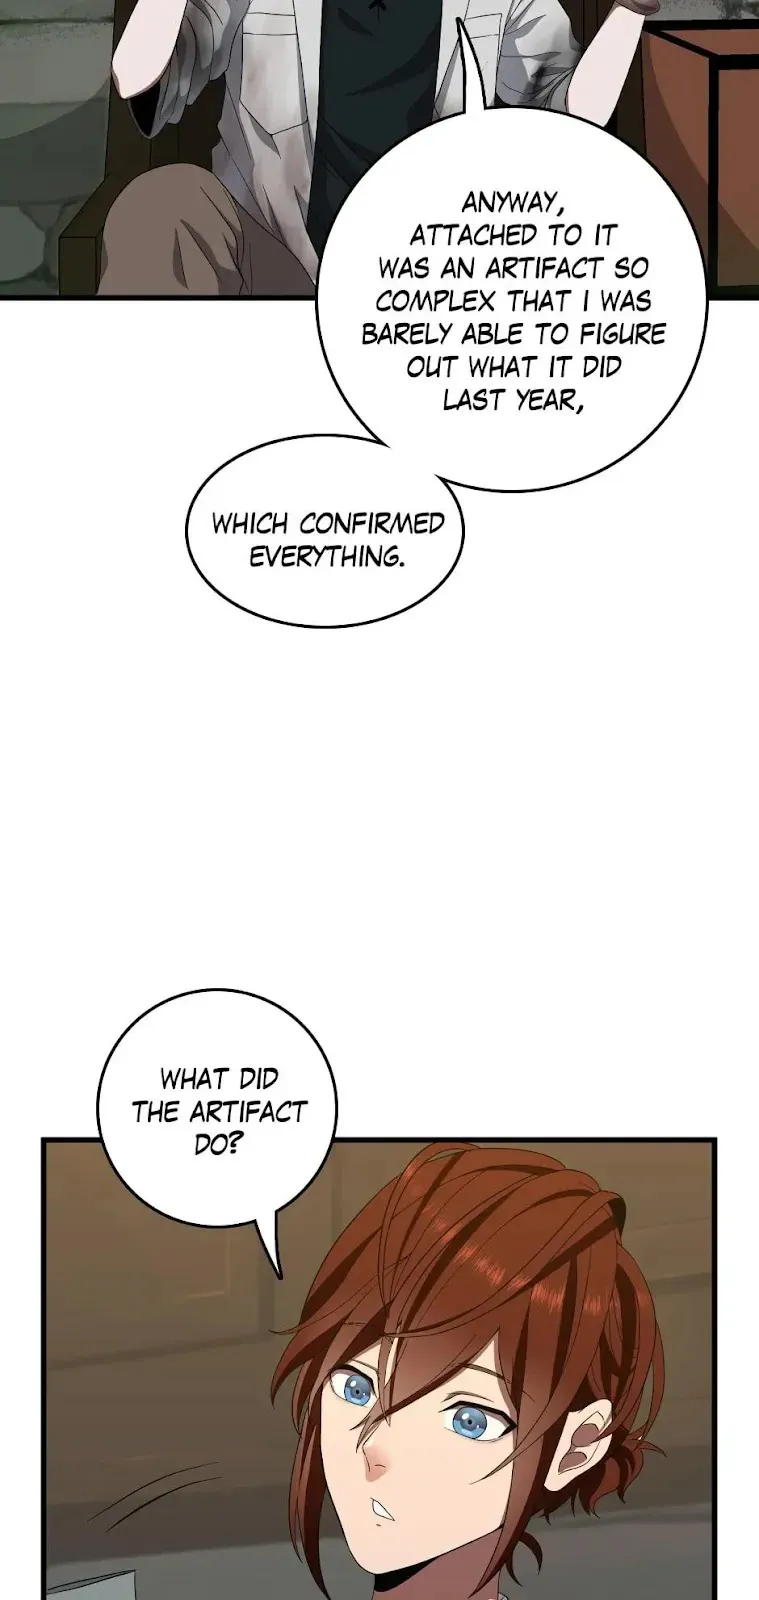 ANYWAY,
ATTACHED TO IT
WAS AN ARTIFACT SO
COMPLEX THAT I WAS
BARELY ABLE TO FIGURE
OUT WHAT IT DID
LAST YEAR,
WHICH CONFIRMED
EVERYTHING.
WHAT DID
THE ARTIFACT
DO?